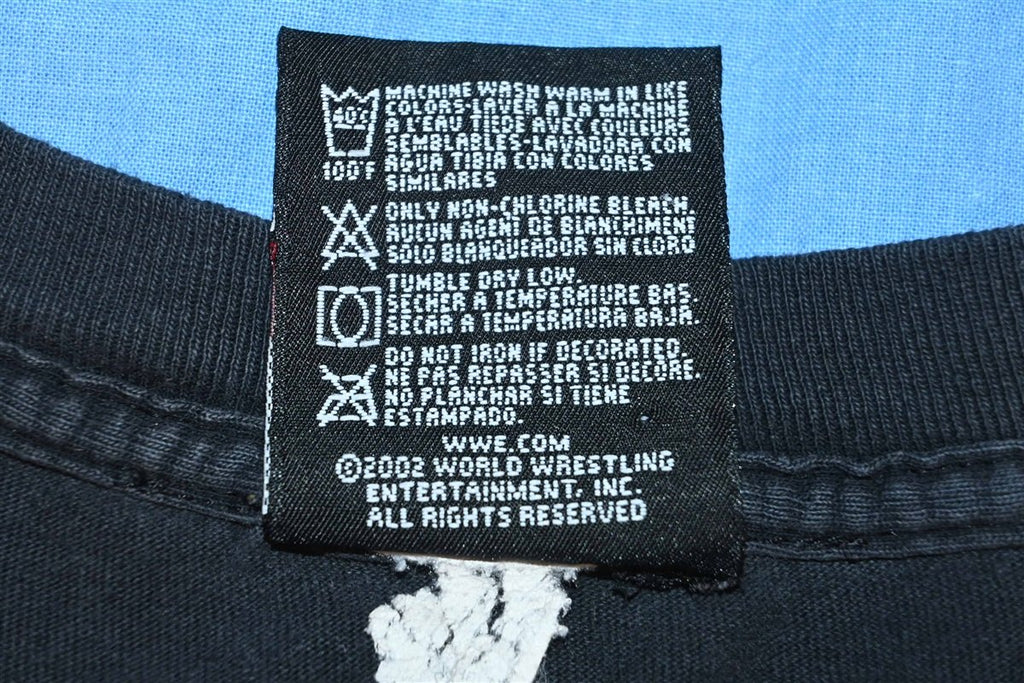 40C
100F
MACHINE WASH WARM IN LIKE
COLORS-LAVER A LA MACHINE
A L'EAU TIEDE AVEC COULEURS
SEMBLABLES-LAVADORA CON
AGUA TIBIA CON COLORES
SIMILARES
ONLY NON-CHLORINE BLEACH.
AUCUN AGENT DE BLANCHIMENT
SOLO BLANQUEADOR SIN CLORO
TUMBLE DRY LOW.
SECHER A TEMPERATURE BAS-
SECAR A TEMPERATURA BAJA.
DO NOT IRON IF DECORATED.
NE PAS REPASSER SI DECORE.
NO PLANCHAR SI TIENE
ESTAMPADO.
WWE.COM
©2002 WORLD WRESTLING
ENTERTAINMENT, INC.
ALL RIGHTS RESERVED